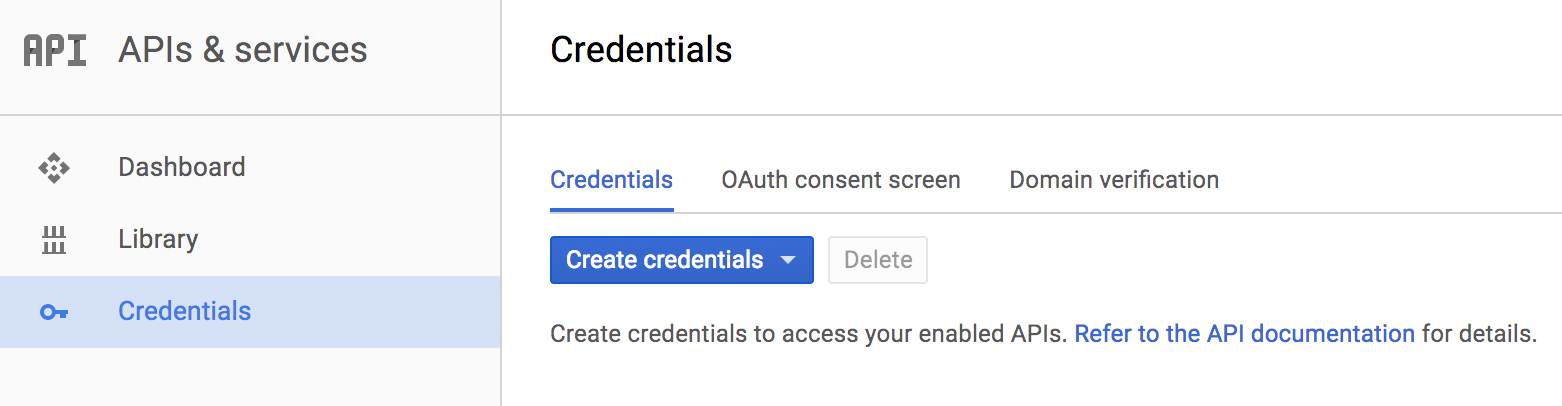 API APIs & services
Credentials
Dashboard
Library
Credentials
Credentials OAuth consent screen Domain verification
Create credentials Delete
Create credentials to access your enabled APIs. Refer to the API documentation for details.